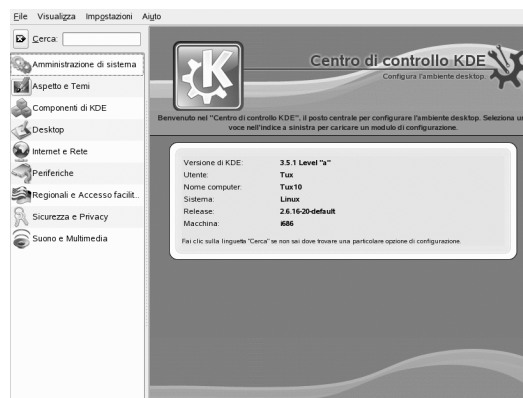 File Visualizza Impostazioni Aiuto
Cerca:
Amministrazione di sistema
Aspetto e Temi
Componenti di KDE
Desktop
Internet e Rete
Periferiche
Regionali e Accesso facilit...
Sicurezza e Privacy
Suono e Multimedia
Centro di controllo KDE
Configura l'ambiente desktop.
Benvenuto nel "Centro di controllo KDE", il posto centrale per configurare l'ambiente desktop. Seleziona un
voce nell'indice a sinistra per caricare un modulo di configurazione.
Versione di KDE: 3.5.1 Level "a"
Utente: Tux
Nome computer: Tux10
Sistema: Linux
Release: 2.6.16-20-default
Macchina: i686
Fai clic sulla linguetta "Cerca" se non sai dove trovare una particolare opzione di configurazione.